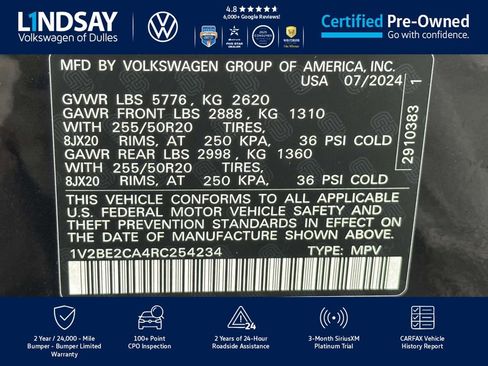 LINDSAY
Volkswagen of Dulles
4.8 ★★★★★
6,000+ Google Reviews!
Certified Pre-Owned
Go with confidence.
MFD BY VOLKSWAGEN GROUP OF AMERICA, INC.
USA 07/2024
GVWR LBS 5776, KG 2620
GAWR FRONT LBS 2888, KG 1310
WITH 255/50R20 TIRES,
8JX20 RIMS, AT 250 KPA, 36 PSI COLD
GAWR REAR LBS 2998, KG 1360
WITH 255/50R20 TIRES,
8JX20 RIMS, AT 250 KPA, 36 PSI COLD
THIS VEHICLE CONFORMS TO ALL APPLICABLE
U.S. FEDERAL MOTOR VEHICLE SAFETY AND
THEFT PREVENTION STANDARDS IN EFFECT ON
THE DATE OF MANUFACTURE SHOWN ABOVE.
1V2BE2CA4RC254234 TYPE: MPV
2910383 1
2 Year / 24,000 - Mile
Bumper - Bumper Limited
Warranty
100+ Point
CPO Inspection
24
2 Years of 24-Hour
Roadside Assistance
3-Month SiriusXM
Platinum Trial
CARFAX Vehicle
History Report